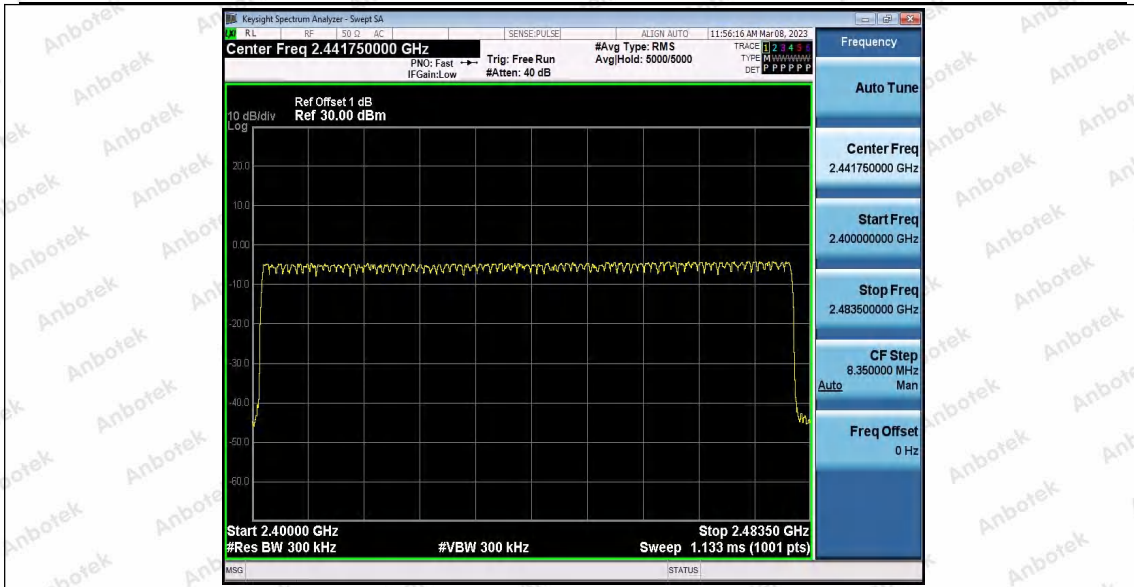 Keysight Spectrum Analyzer - Swept SA
RL RF 50 Ω AC SENSE:PULSE ALIGN AUTO 11:56:16 AM Mar 08, 2023
Center Freq 2.441750000 GHz
PNO: Fast
IFGain:Low
Trig: Free Run
#Atten: 40 dB
#Avg Type: RMS
Avg|Hold: 5000/5000
TRACE 1 2 3 4 5 6
TYPE M WWWWW
DET P P P P P P
Frequency
Auto Tune
Center Freq
2.441750000 GHz
Start Freq
2.400000000 GHz
Stop Freq
2.483500000 GHz
CF Step
8.350000 MHz
Auto Man
Freq Offset
0 Hz
Ref Offset 1 dB
10 dB/div Ref 30.00 dBm
Log
20.0
10.0
0.00
-10.0
-20.0
-30.0
-40.0
-50.0
-60.0
Start 2.40000 GHz Stop 2.48350 GHz
#Res BW 300 kHz #VBW 300 kHz Sweep 1.133 ms (1001 pts)
MSG STATUS
Anbotek